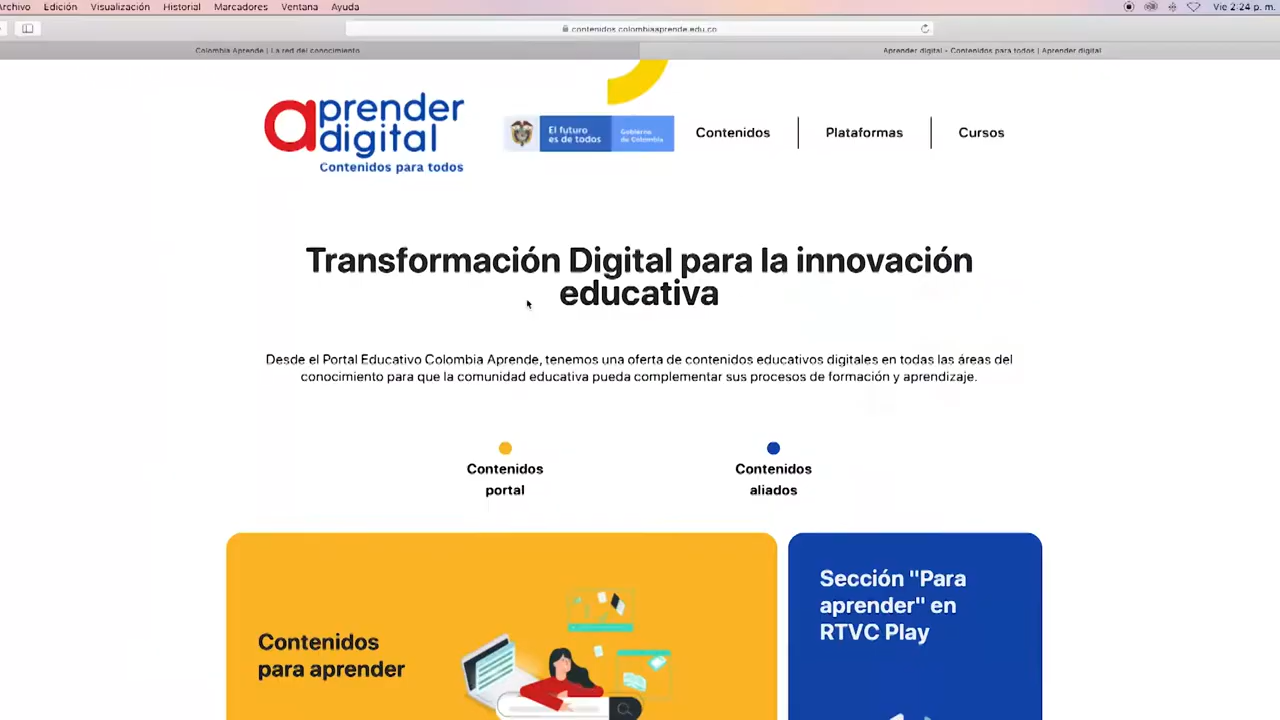 Archivo Edición Visualización Historial Marcadores Ventana Ayuda
Vie 2:24 p. m.
contenidos.colombiaaprende.edu.co
Colombia Aprende | La red del conocimiento
Aprender digital - Contenidos para todos | Aprender digital
aprender
digital
Contenidos para todos
El futuro
es de todos
Gobierno
de Colombia
Contenidos
Plataformas
Cursos
Transformación Digital para la innovación
educativa
Desde el Portal Educativo Colombia Aprende, tenemos una oferta de contenidos educativos digitales en todas las áreas del
conocimiento para que la comunidad educativa pueda complementar sus procesos de formación y aprendizaje.
Contenidos
portal
Contenidos
aliados
Contenidos
para aprender
Sección "Para
aprender" en
RTVC Play